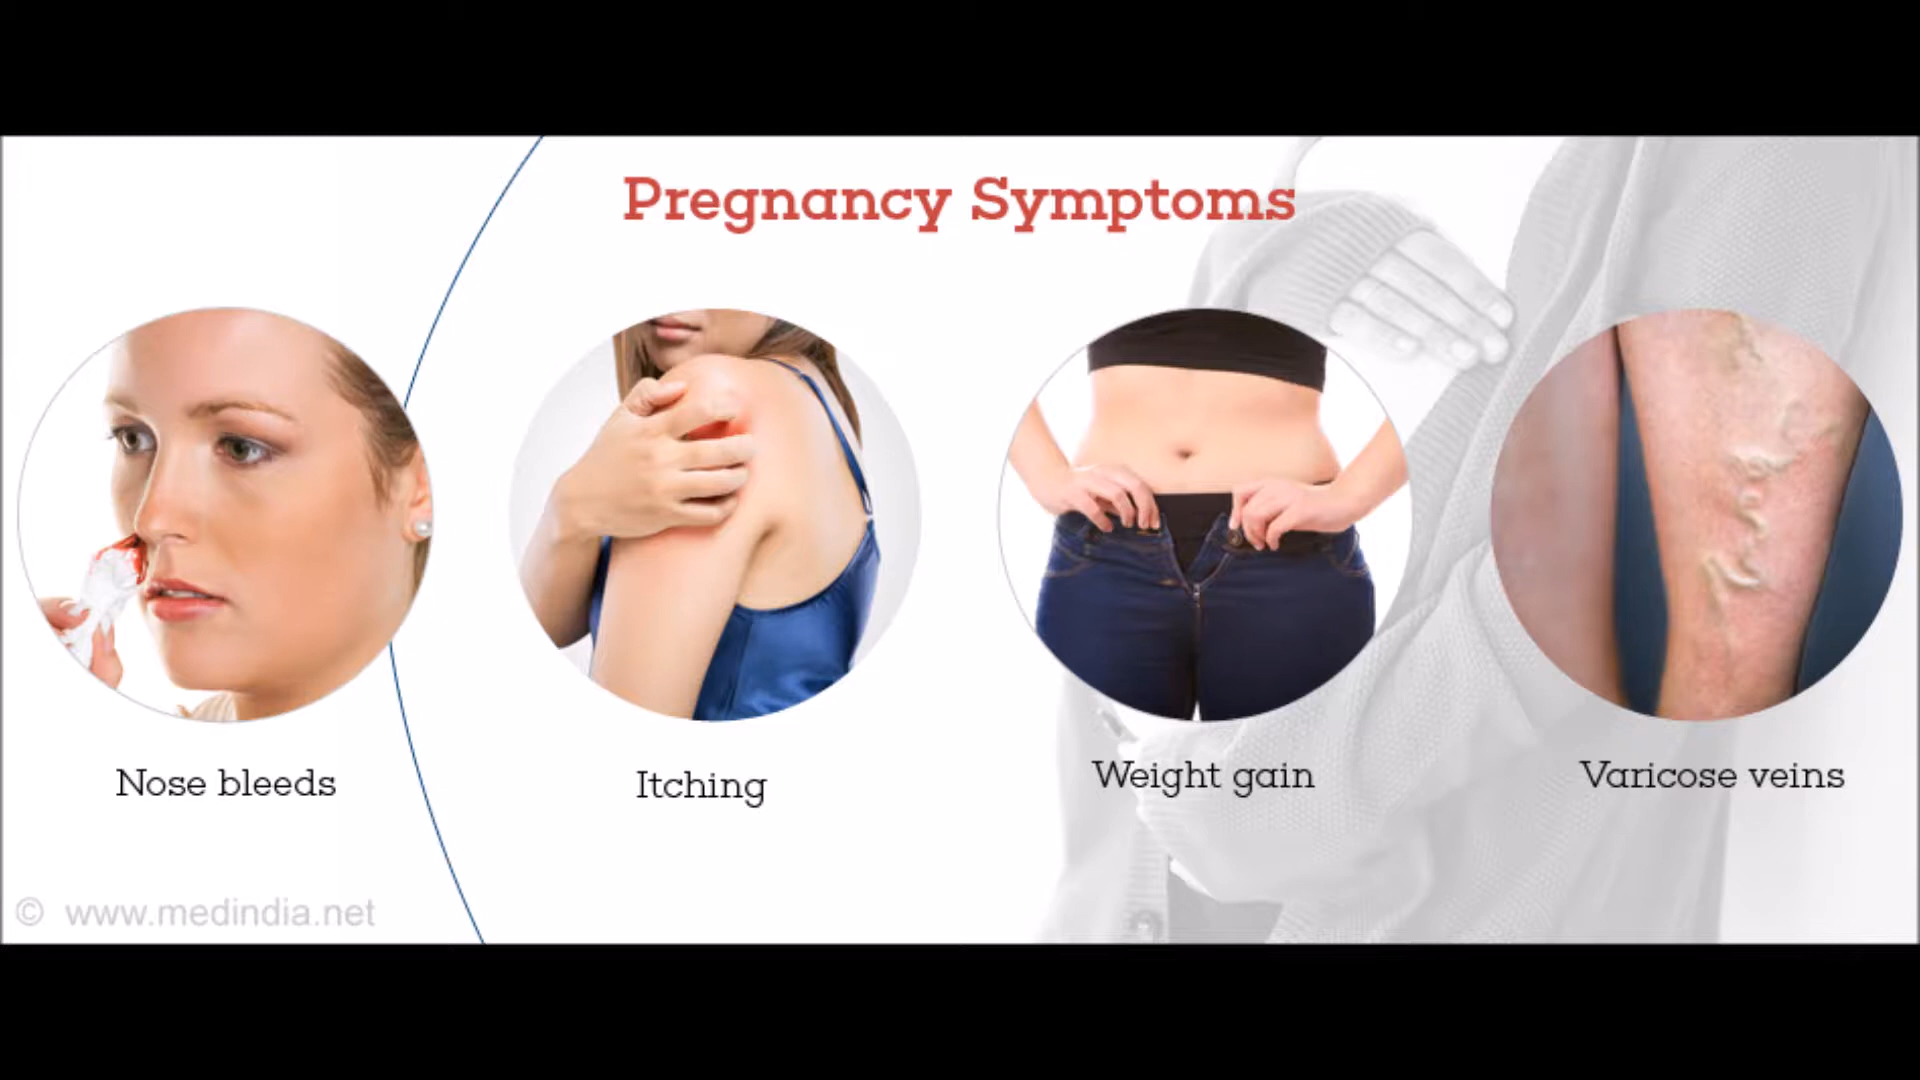 Pregnancy Symptoms
Nose bleeds
Itching
Weight gain
Varicose veins
© www.medindia.net